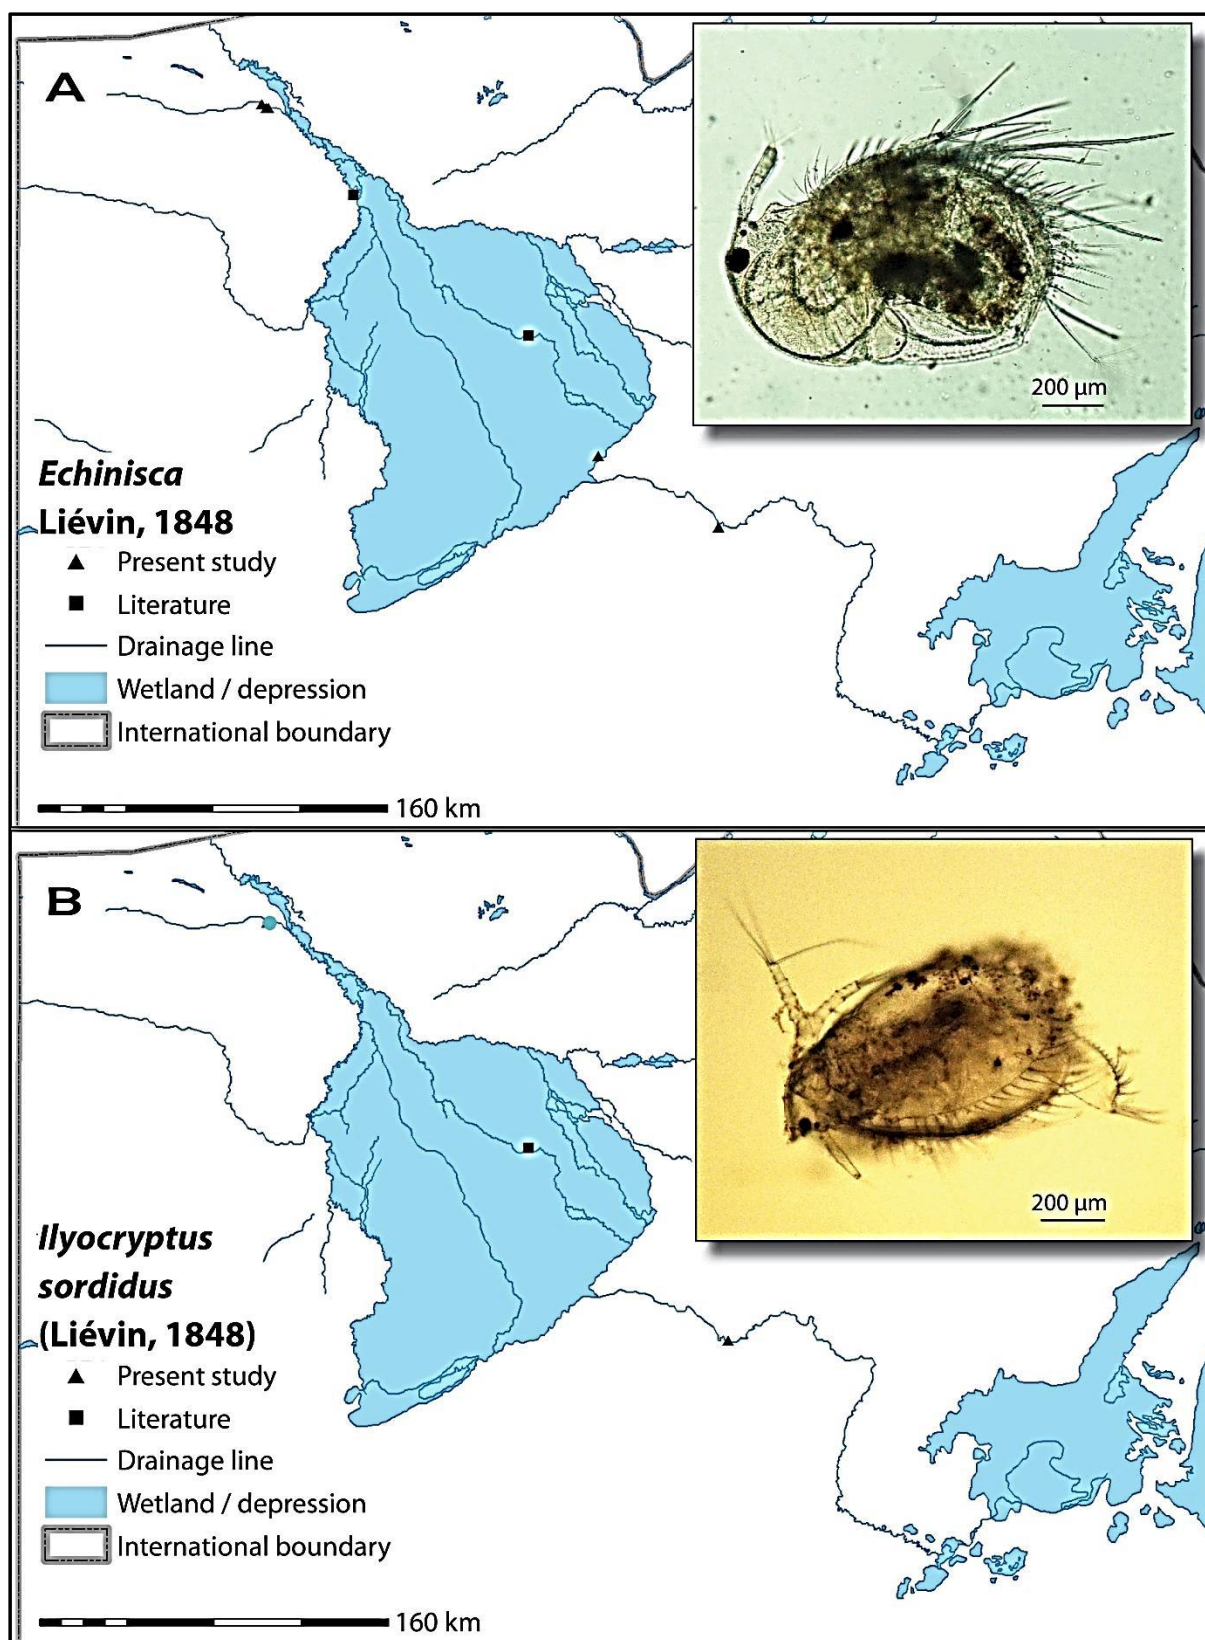 A
200 µm
Echinisca
Liévin, 1848
Present study
Literature
Drainage line
Wetland / depression
International boundary
160 km
B
200 µm
Ilyocryptus
sordidus
(Liévin, 1848)
Present study
Literature
Drainage line
Wetland / depression
International boundary
160 km